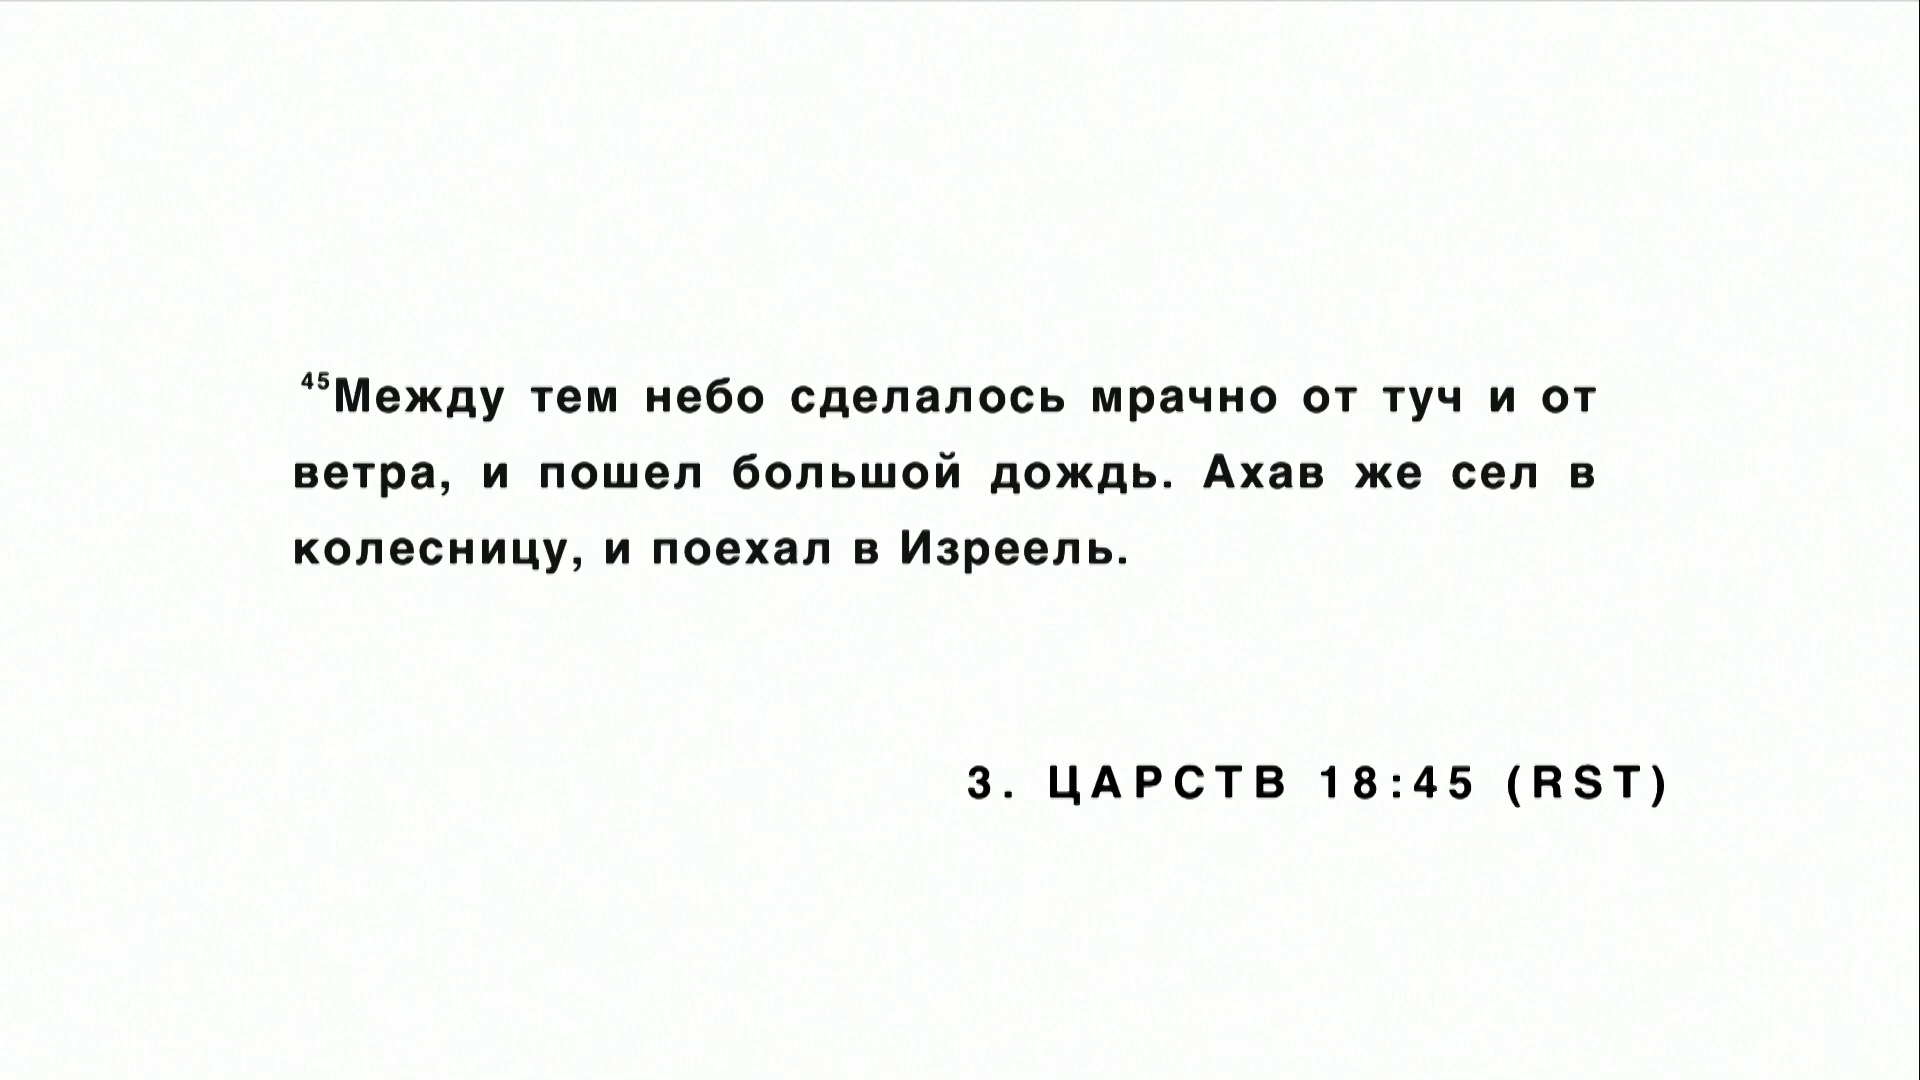 ⁴⁵Между тем небо сделалось мрачно от туч и от
ветра, и пошел большой дождь. Ахав же сел в
колесницу, и поехал в Изреель.
3. ЦАРСТВ 18:45 (RST)